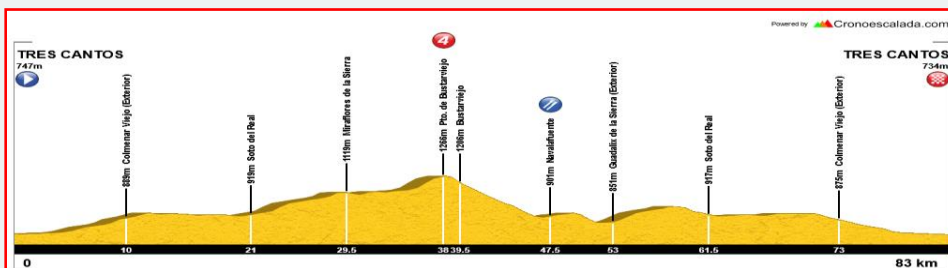 Powered by Cronoescalada.com
TRES CANTOS
747m
889m Colmenar Viejo (Exterior)
919m Soto del Real
1119m Miraflores de la Sierra
4
1266m Pto. de Bustarviejo
1206m Bustarviejo
901m Navalafuente
851m Guadalix de la Sierra (Exterior)
917m Soto del Real
875m Colmenar Viejo (Exterior)
TRES CANTOS
734m
10 21 29.5 38 39.5 47.5 53 61.5 73
0 83 km